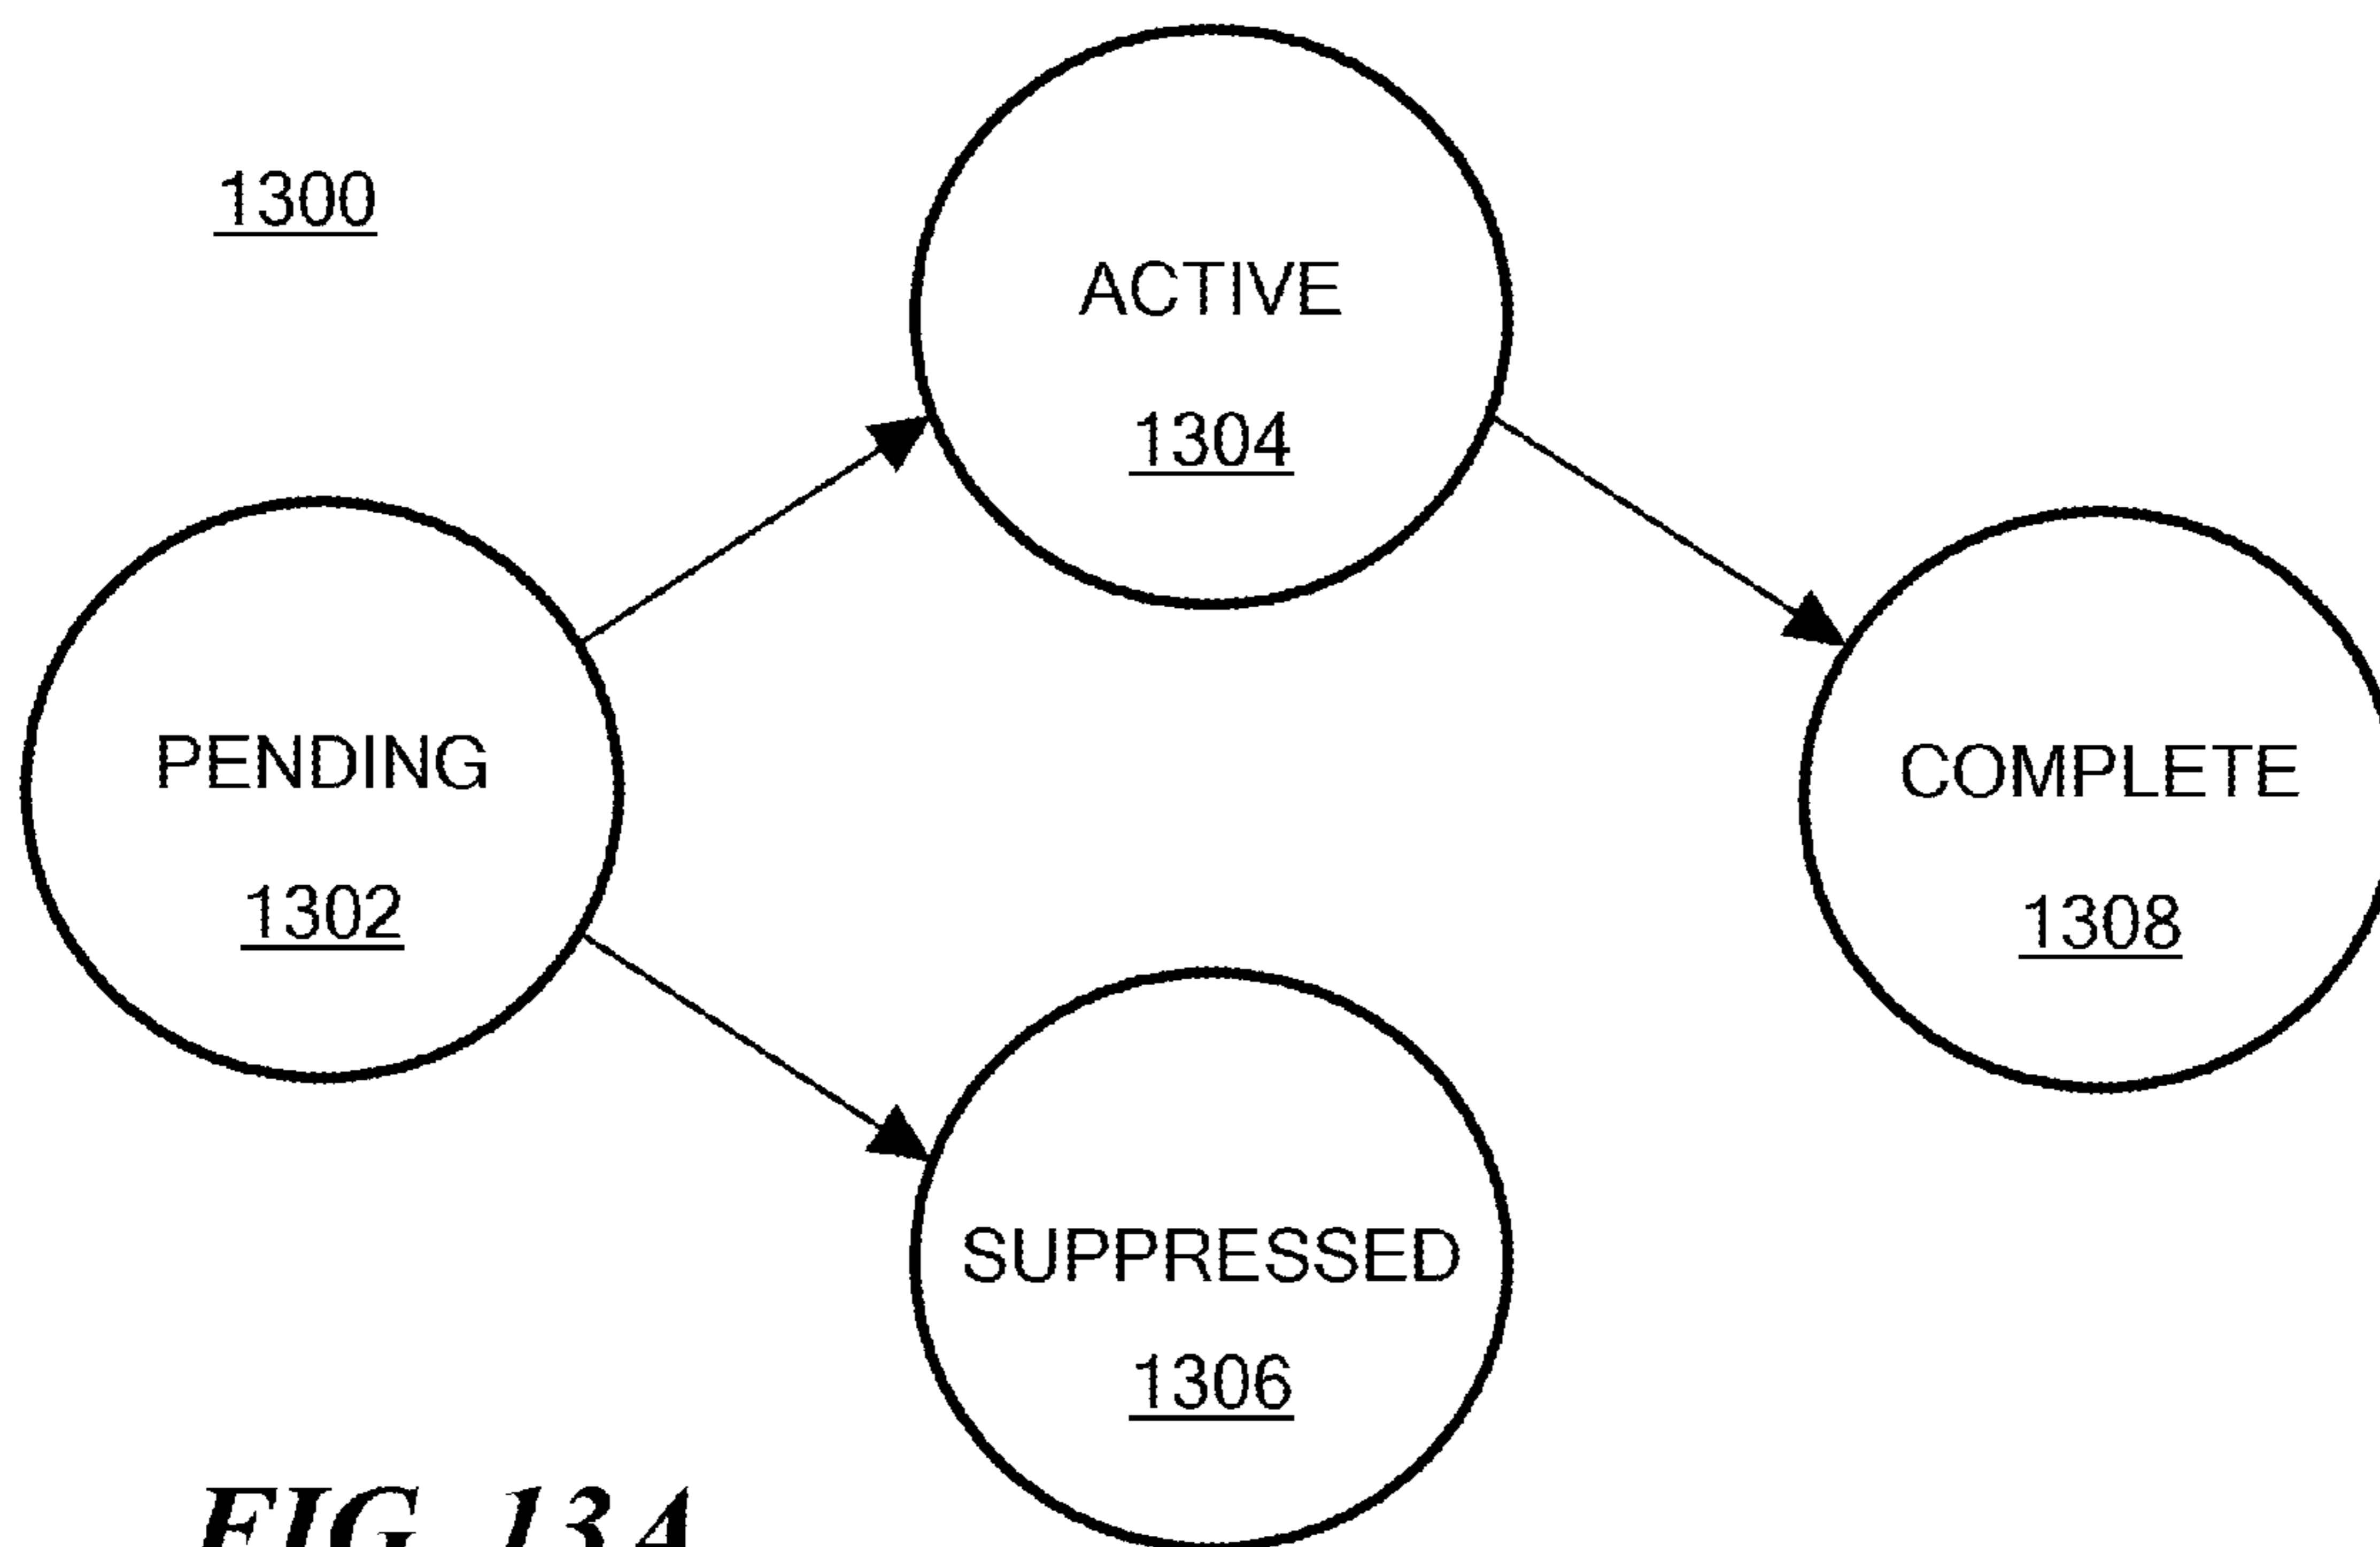 1300
ACTIVE
1304
PENDING
1302
COMPLETE
1308
SUPPRESSED
1306
FIG. 13A